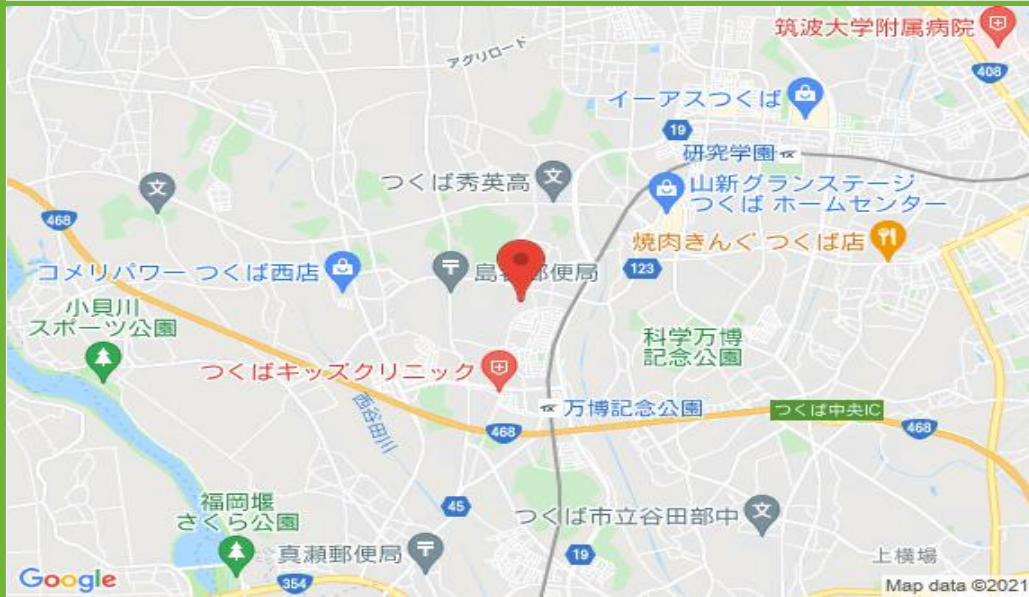 筑波大学附属病院
アグリロード
408
イーアスつくば
19
研究学園
つくば秀英高
文
文
山新グランステージ
つくば ホームセンター
468
焼肉きんぐ つくば店
コメリパワー つくば西店
島
郵便局
123
小貝川
スポーツ公園
科学万博
記念公園
つくばキッズクリニック
万博記念公園
つくば中央IC
西谷田川
468
468
福岡堰
さくら公園
45
つくば市立谷田部中
文
真瀬郵便局
19
上横場
354
Google
Map data ©2021